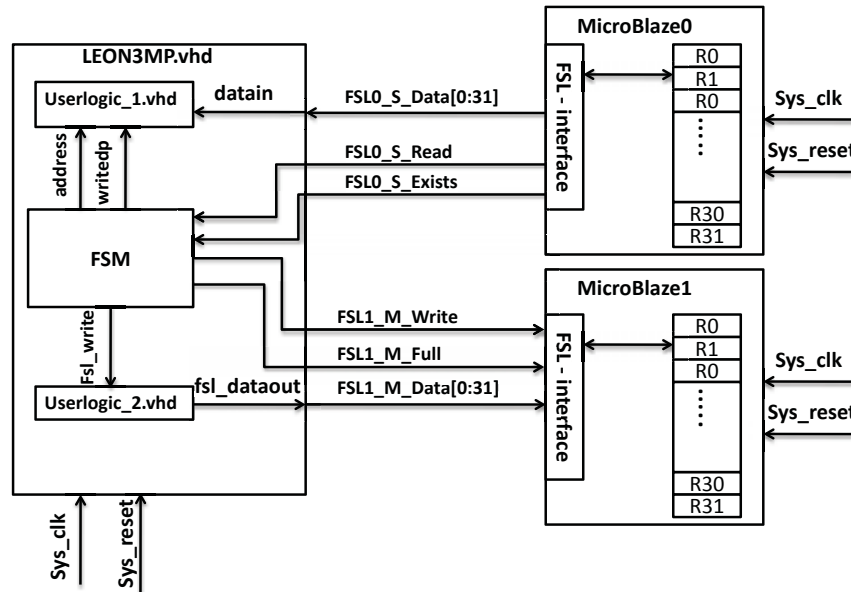 LEON3MP.vhd
Userlogic_1.vhd
datain
address
writedp
FSM
Fsl_write
Userlogic_2.vhd
fsl_dataout
Sys_clk
Sys_reset
FSL0_S_Data[0:31]
FSL0_S_Read
FSL0_S_Exists
FSL1_M_Write
FSL1_M_Full
FSL1_M_Data[0:31]
MicroBlaze0
FSL - interface
R0
R1
R0
......
R30
R31
Sys_clk
Sys_reset
MicroBlaze1
FSL - interface
R0
R1
R0
......
R30
R31
Sys_clk
Sys_reset